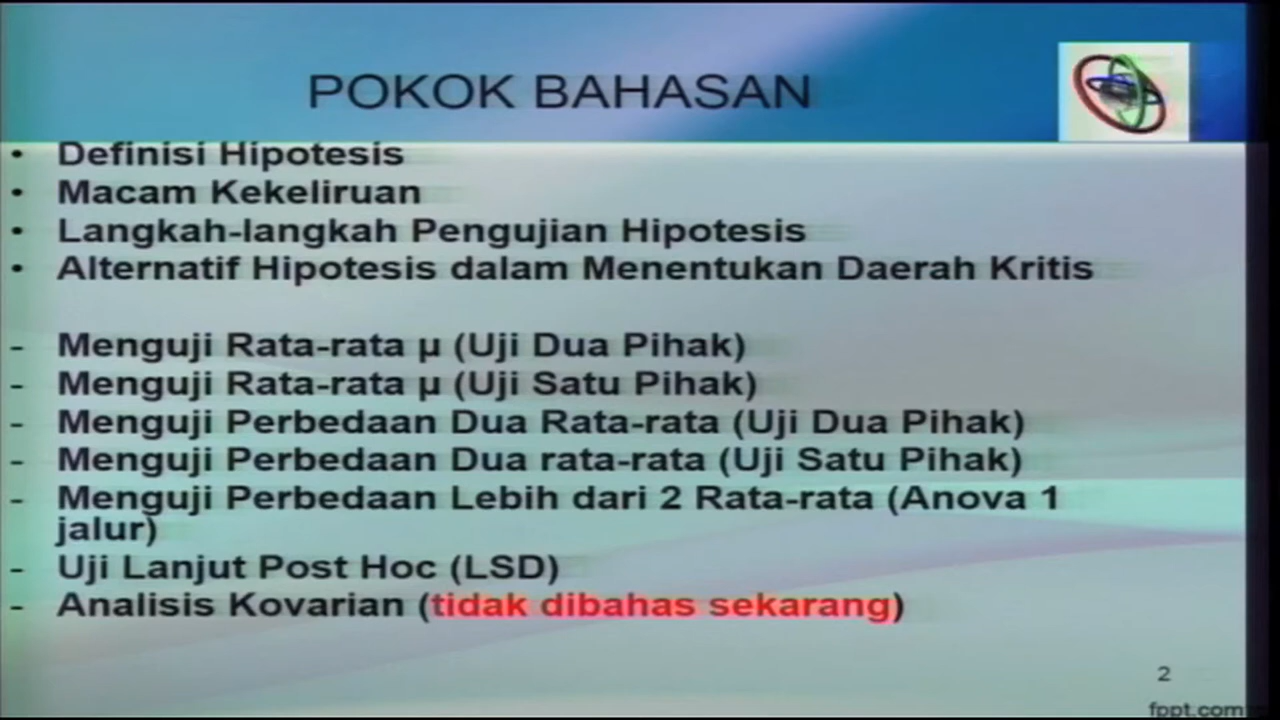 POKOK BAHASAN
• Definisi Hipotesis
• Macam Kekeliruan
• Langkah-langkah Pengujian Hipotesis
• Alternatif Hipotesis dalam Menentukan Daerah Kritis
- Menguji Rata-rata µ (Uji Dua Pihak)
- Menguji Rata-rata µ (Uji Satu Pihak)
- Menguji Perbedaan Dua Rata-rata (Uji Dua Pihak)
- Menguji Perbedaan Dua rata-rata (Uji Satu Pihak)
- Menguji Perbedaan Lebih dari 2 Rata-rata (Anova 1
jalur)
- Uji Lanjut Post Hoc (LSD)
- Analisis Kovarian (tidak dibahas sekarang)
2
fppt.com